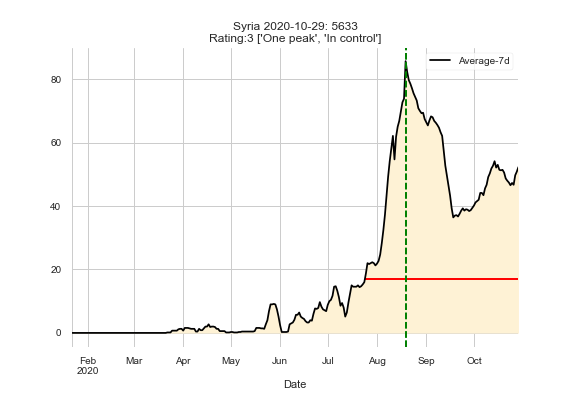 Syria 2020-10-29: 5633
Rating:3 ['One peak', 'In control']
Average-7d
80
60
40
20
0
Feb Mar Apr May Jun Jul Aug Sep Oct
2020
Date